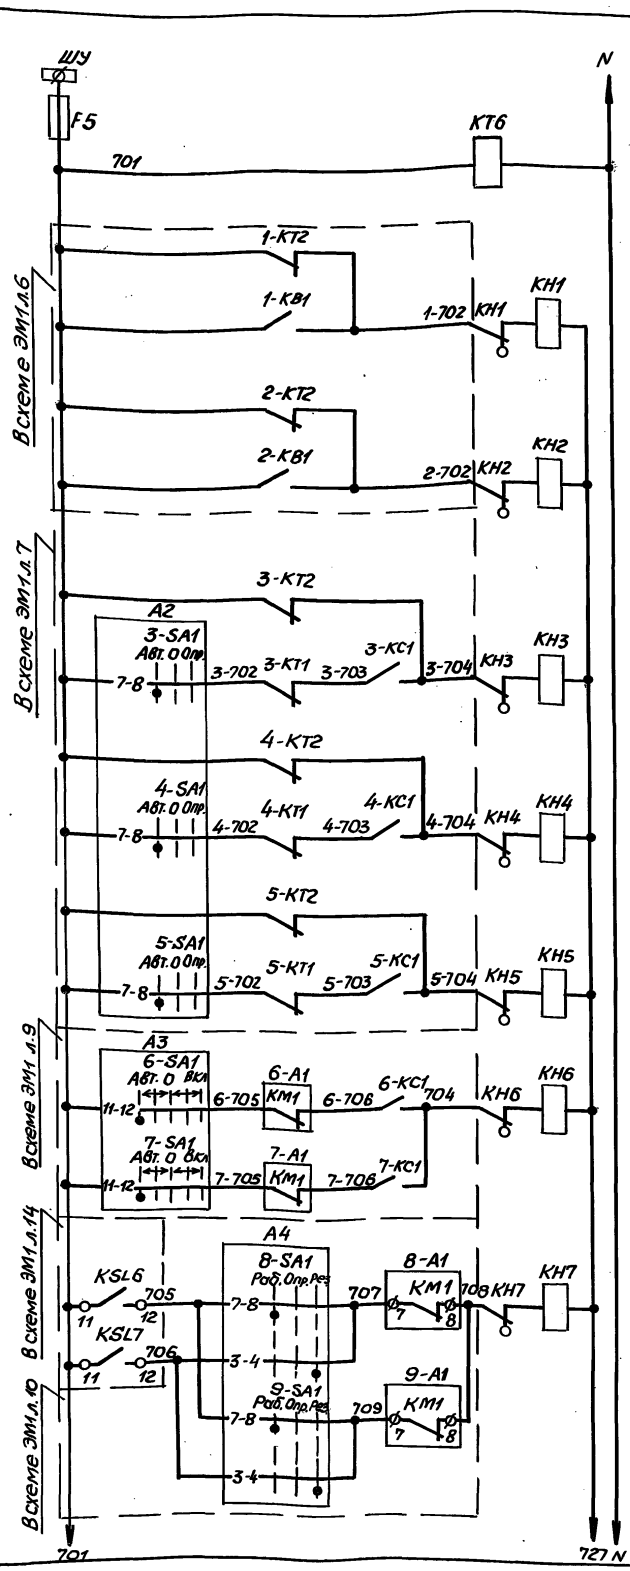 ШУ
N
F5
КТ6
701
1-КТ2
КН1
1-КВ1
1-702
КН1
В схеме ЭМ1 л.6
2-КТ2
КН2
2-КВ1
2-702
КН2
В схеме ЭМ1 л.7
3-КТ2
А2
3-SA1
Авт. О Опр.
3-КС1
КН3
7-8
3-702
3-КТ1
3-703
3-704
КН3
4-КТ2
4-SA1
Авт. О Опр.
4-КС1
КН4
7-8
4-702
4-КТ1
4-703
4-704
КН4
5-КТ2
5-SA1
Авт. О Опр.
5-КС1
КН5
7-8
5-702
5-КТ1
5-703
5-704
КН5
В схеме ЭМ1 л.9
А3
6-SA1
Авт. О Вкл
6-А1
6-КС1
КН6
11-12
6-705
КМ1
6-706
704
КН6
7-SA1
Авт. О Вкл
7-А1
7-КС1
11-12
7-705
КМ1
7-706
В схеме ЭМ1 л.14
А4
KSL6
705
8-SA1
Раб. Опр. Рез
8-А1
КН7
11
12
7-8
707
КМ1
7
8
708
КН7
KSL7
706
11
12
3-4
9-SA1
Раб. Опр. Рез
9-А1
7-8
709
КМ1
7
8
3-4
В схеме ЭМ1 л.10
701
727
N